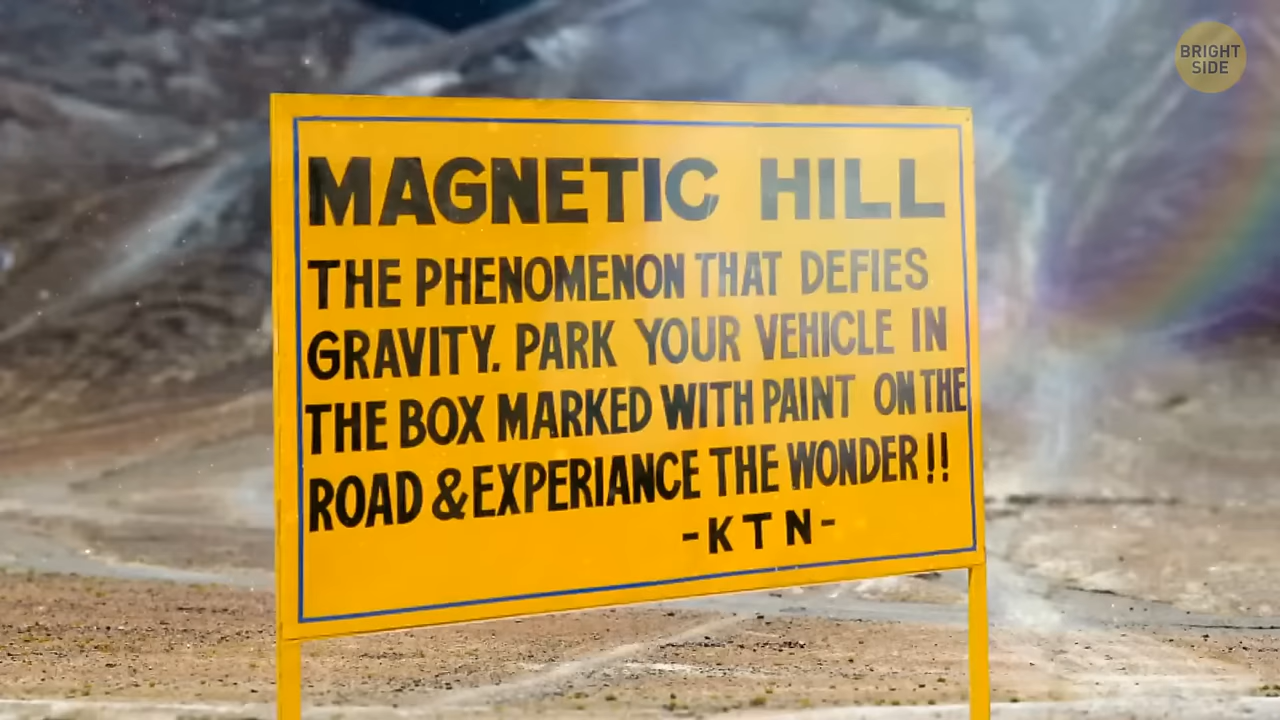 BRIGHT
SIDE
MAGNETIC HILL
THE PHENOMENON THAT DEFIES
GRAVITY. PARK YOUR VEHICLE IN
THE BOX MARKED WITH PAINT ON THE
ROAD & EXPERIANCE THE WONDER !!
-KTN-